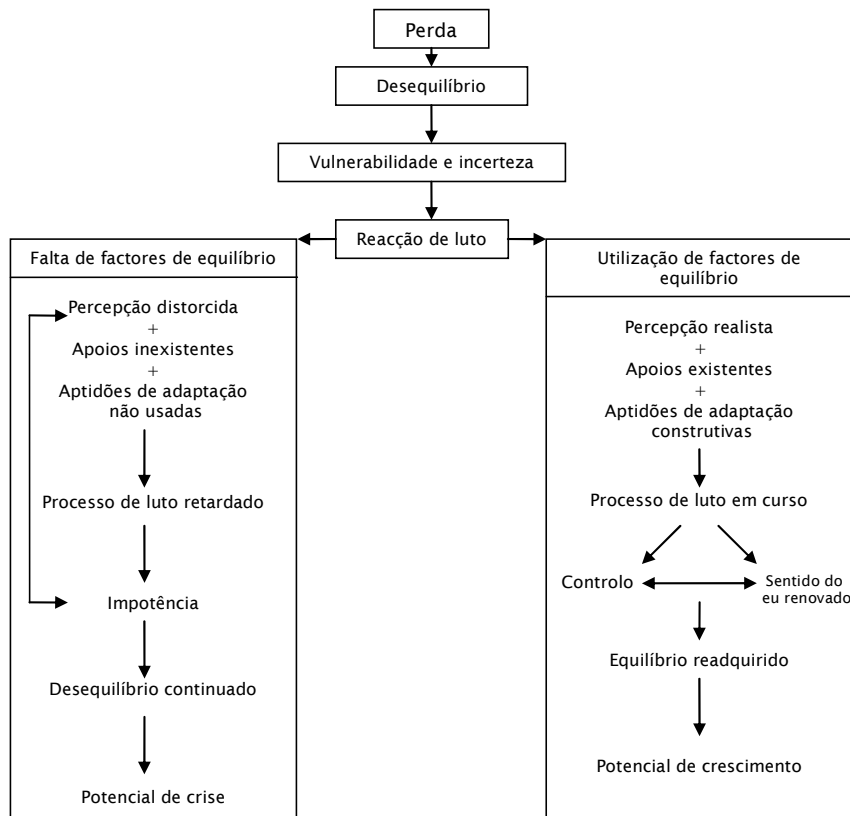 Perda
Desequilíbrio
Vulnerabilidade e incerteza
Reacção de luto
Falta de factores de equilíbrio
Percepção distorcida
+
Apoios inexistentes
+
Aptidões de adaptação
não usadas
Processo de luto retardado
Impotência
Desequilíbrio continuado
Potencial de crise
Utilização de factores de
equilíbrio
Percepção realista
+
Apoios existentes
+
Aptidões de adaptação
construtivas
Processo de luto em curso
Controlo
Sentido do
eu renovado
Equilíbrio readquirido
Potencial de crescimento